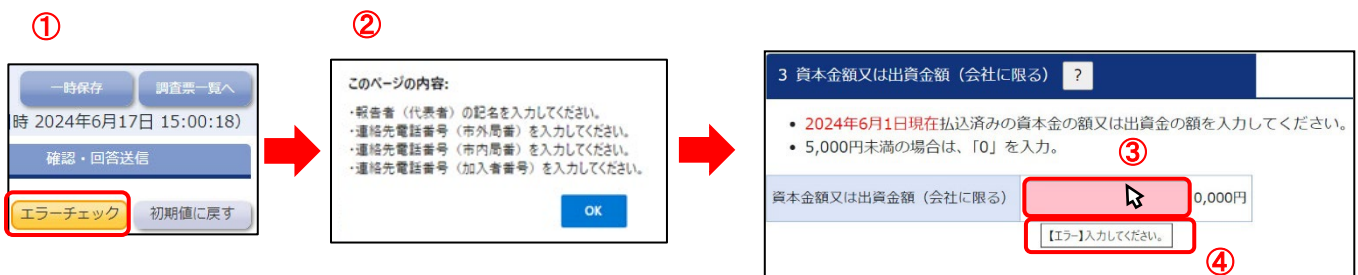 ①
一時保存
調査票一覧へ
時 2024年6月17日 15:00:18)
確認・回答送信
エラーチェック
初期値に戻す
②
このページの内容:
・報告者（代表者）の記名を入力してください。
・連絡先電話番号（市外局番）を入力してください。
・連絡先電話番号（市内局番）を入力してください。
・連絡先電話番号（加入者番号）を入力してください。
OK
3 資本金額又は出資金額（会社に限る） ?
• 2024年6月1日現在払込済みの資本金の額又は出資金の額を入力してください。
• 5,000円未満の場合は、「0」を入力。
③
資本金額又は出資金額（会社に限る）
0,000円
【エラー】入力してください。
④